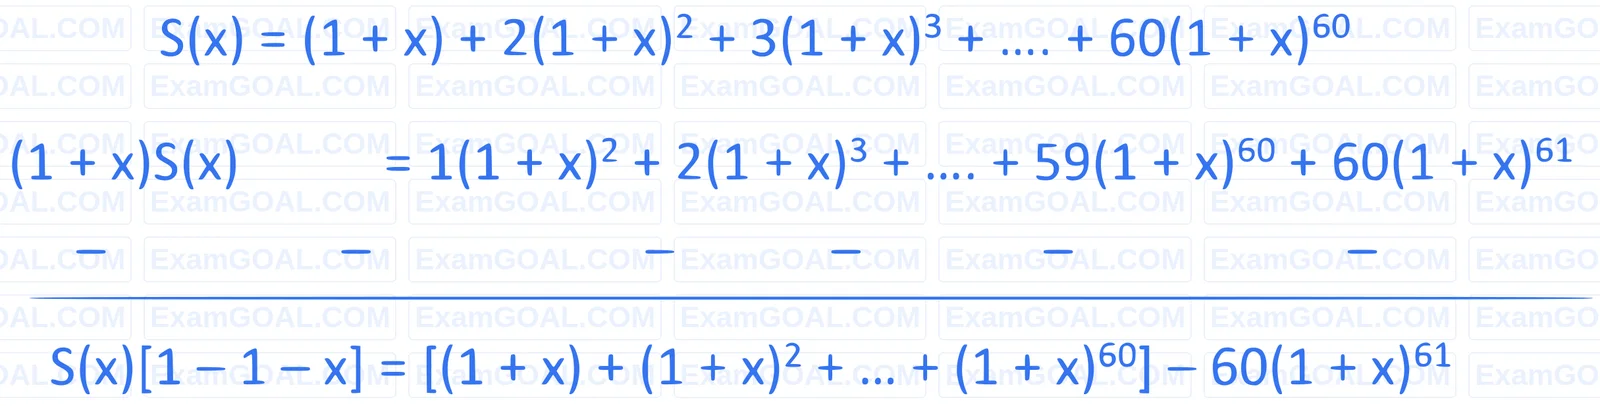 S(x) = (1 + x) + 2(1 + x)² + 3(1 + x)³ + .... + 60(1 + x)⁶⁰
(1 + x)S(x) = 1(1 + x)² + 2(1 + x)³ + .... + 59(1 + x)⁶⁰ + 60(1 + x)⁶¹
– – – – – –
S(x)[1 – 1 – x] = [(1 + x) + (1 + x)² + ... + (1 + x)⁶⁰] – 60(1 + x)⁶¹